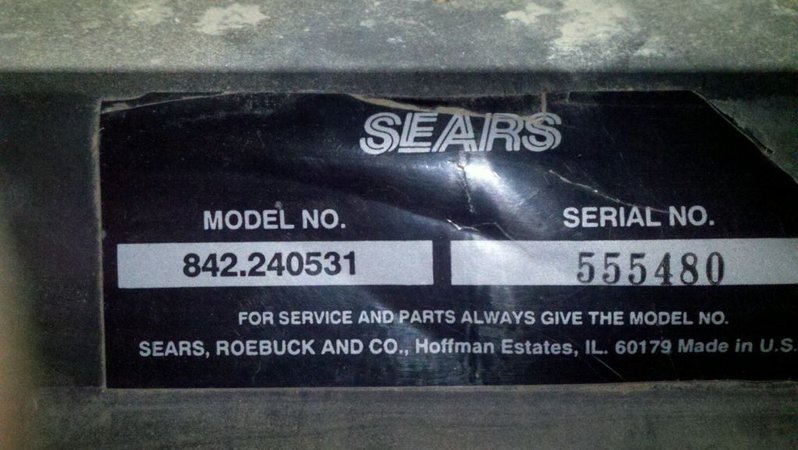 SEARS
MODEL NO. SERIAL NO.
842.240531 555480
FOR SERVICE AND PARTS ALWAYS GIVE THE MODEL NO.
SEARS, ROEBUCK AND CO., Hoffman Estates, IL. 60179 Made in U.S.